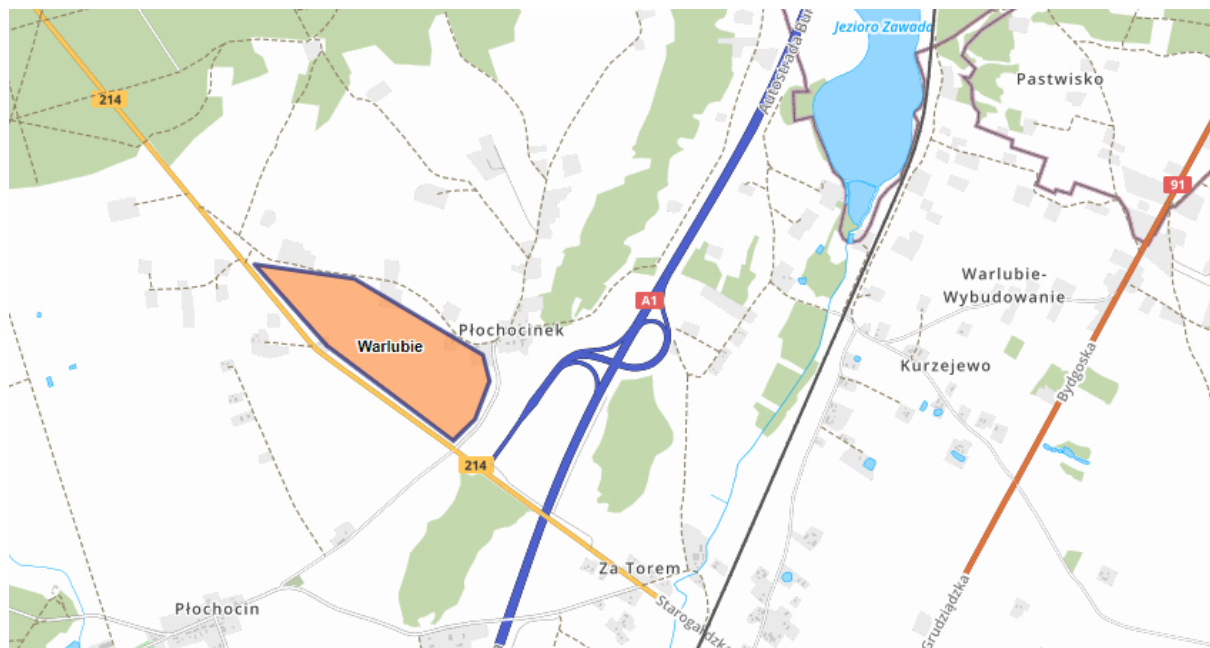 Jezioro Zawada
Autostrada Bur
Pastwisko
214
91
Warlubie-
Wybudowanie
A1
Płochocinek
Warlubie
Kurzejewo
Bydgoska
214
Za Torem
Płochocin
Starogardzka
Grudziądzka